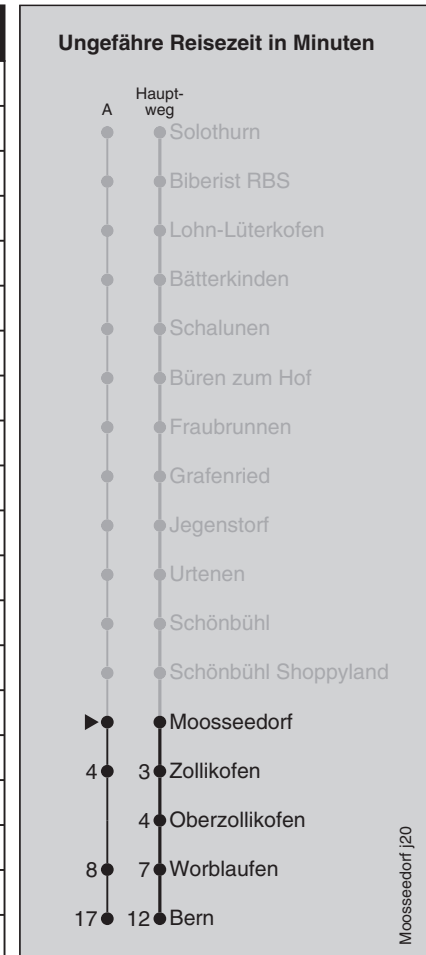 Ungefähre Reisezeit in Minuten
A
Haupt-
weg
Solothurn
Biberist RBS
Lohn-Lüterkofen
Bätterkinden
Schalunen
Büren zum Hof
Fraubrunnen
Grafenried
Jegenstorf
Urtenen
Schönbühl
Schönbühl Shoppyland
Moosseedorf
4 3 Zollikofen
4 Oberzollikofen
8 7 Worblaufen
17 12 Bern
Moosseedorf j20